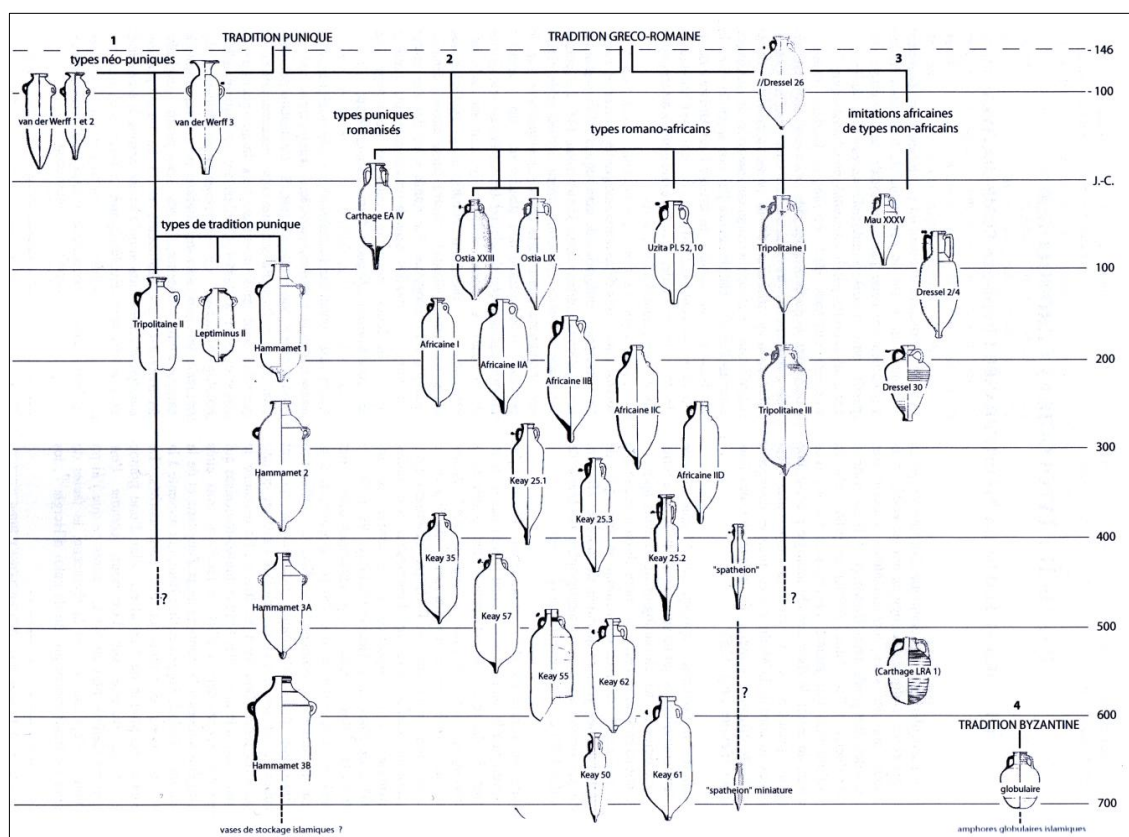 1
TRADITION PUNIQUE
TRADITION GRECO-ROMAINE
-146
types néo-puniques
2
3
//Dressel 26
-100
van der Werff 1 et 2
van der Werff 3
types puniques
romanisés
types romano-africains
imitations africaines
de types non-africains
J.-C.
Carthage EA IV
Ostia XXIII
Ostia LIX
Uzita Pl. 52, 10
Tripolitaine I
Mau XXXV
types de tradition punique
100
Dressel 2/4
Tripolitaine II
Leptiminus II
Hammamet 1
Africaine I
Africaine IIA
Africaine IIB
200
Africaine IIC
Tripolitaine III
Dressel 30
300
Hammamet 2
Keay 25.1
Africaine IID
Keay 25.3
400
Keay 35
Keay 25.2
"spatheion"
?
?
Hammamet 3A
Keay 57
500
Keay 55
Keay 62
?
(Carthage LRA 1)
600
4
TRADITION BYZANTINE
Hammamet 3B
Keay 50
Keay 61
"spatheion" miniature
globulaire
700
vases de stockage islamiques ?
amphores globulaires islamiques